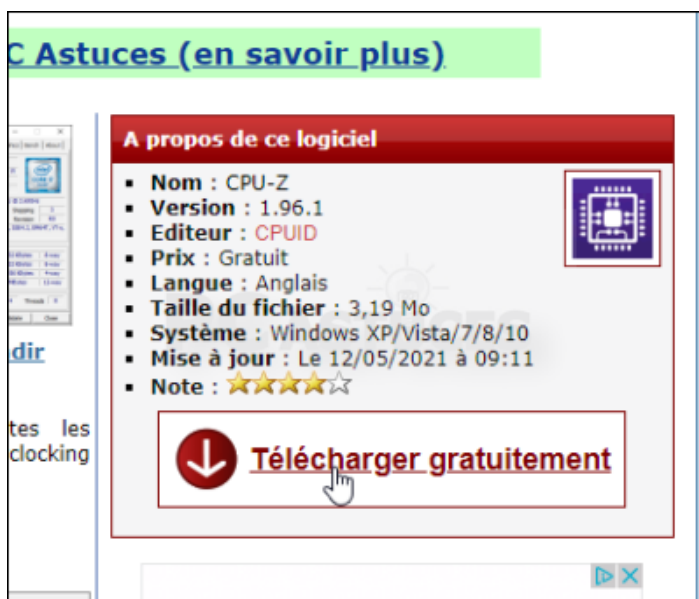 C Astuces (en savoir plus)
A propos de ce logiciel
Nom : CPU-Z
Version : 1.96.1
Editeur : CPUID
Prix : Gratuit
Langue : Anglais
Taille du fichier : 3,19 Mo
Système : Windows XP/Vista/7/8/10
Mise à jour : Le 12/05/2021 à 09:11
Note :
Télécharger gratuitement
dir
tes les
clocking